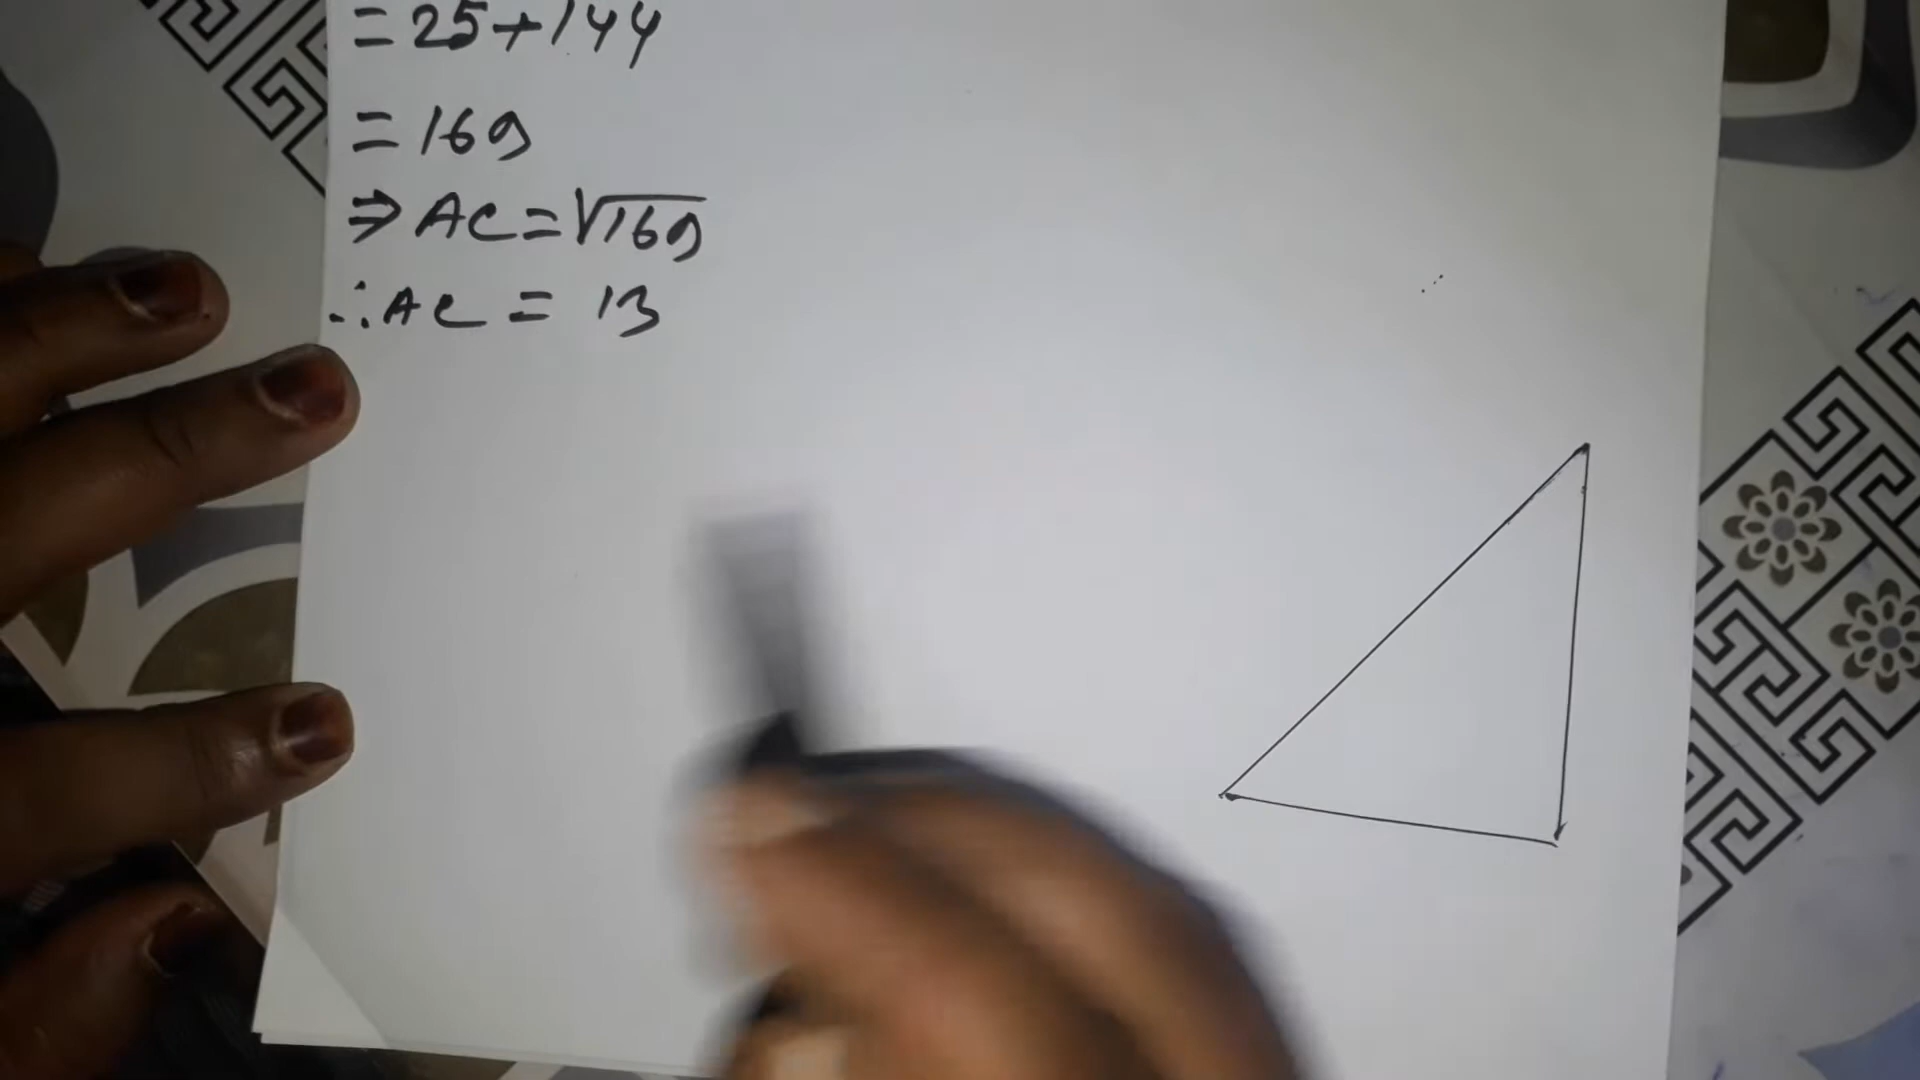 = 25+144
= 169
⇒ AC = √169
∴ AC = 13